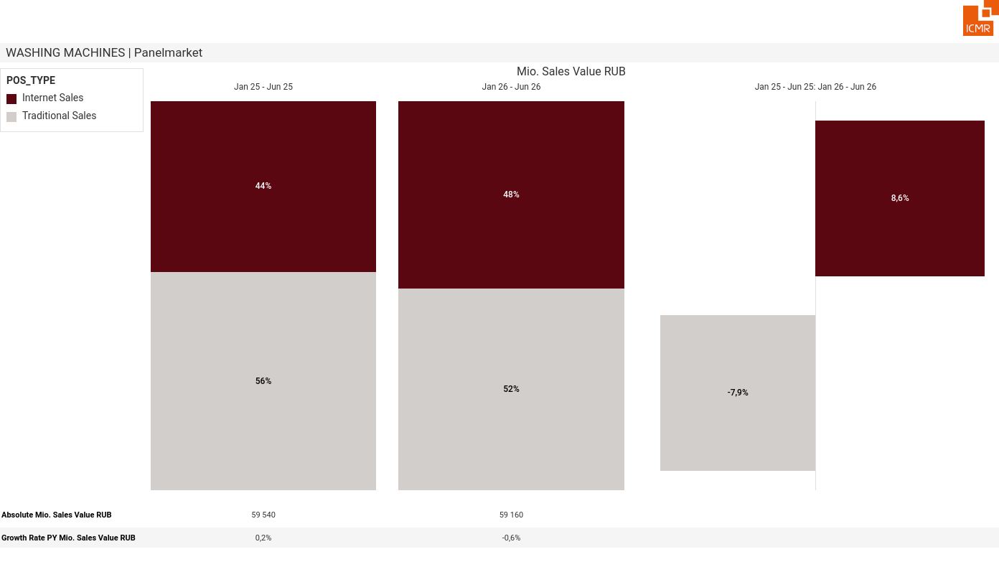 ICMR
WASHING MACHINES | Panelmarket
POS_TYPE
Internet Sales
Traditional Sales
Mio. Sales Value RUB
Jan 25 - Jun 25
Jan 26 - Jun 26
Jan 25 - Jun 25: Jan 26 - Jun 26
44%
48%
8,6%
56%
52%
-7,9%
Absolute Mio. Sales Value RUB 59 540 59 160
Growth Rate PY Mio. Sales Value RUB 0,2% -0,6%